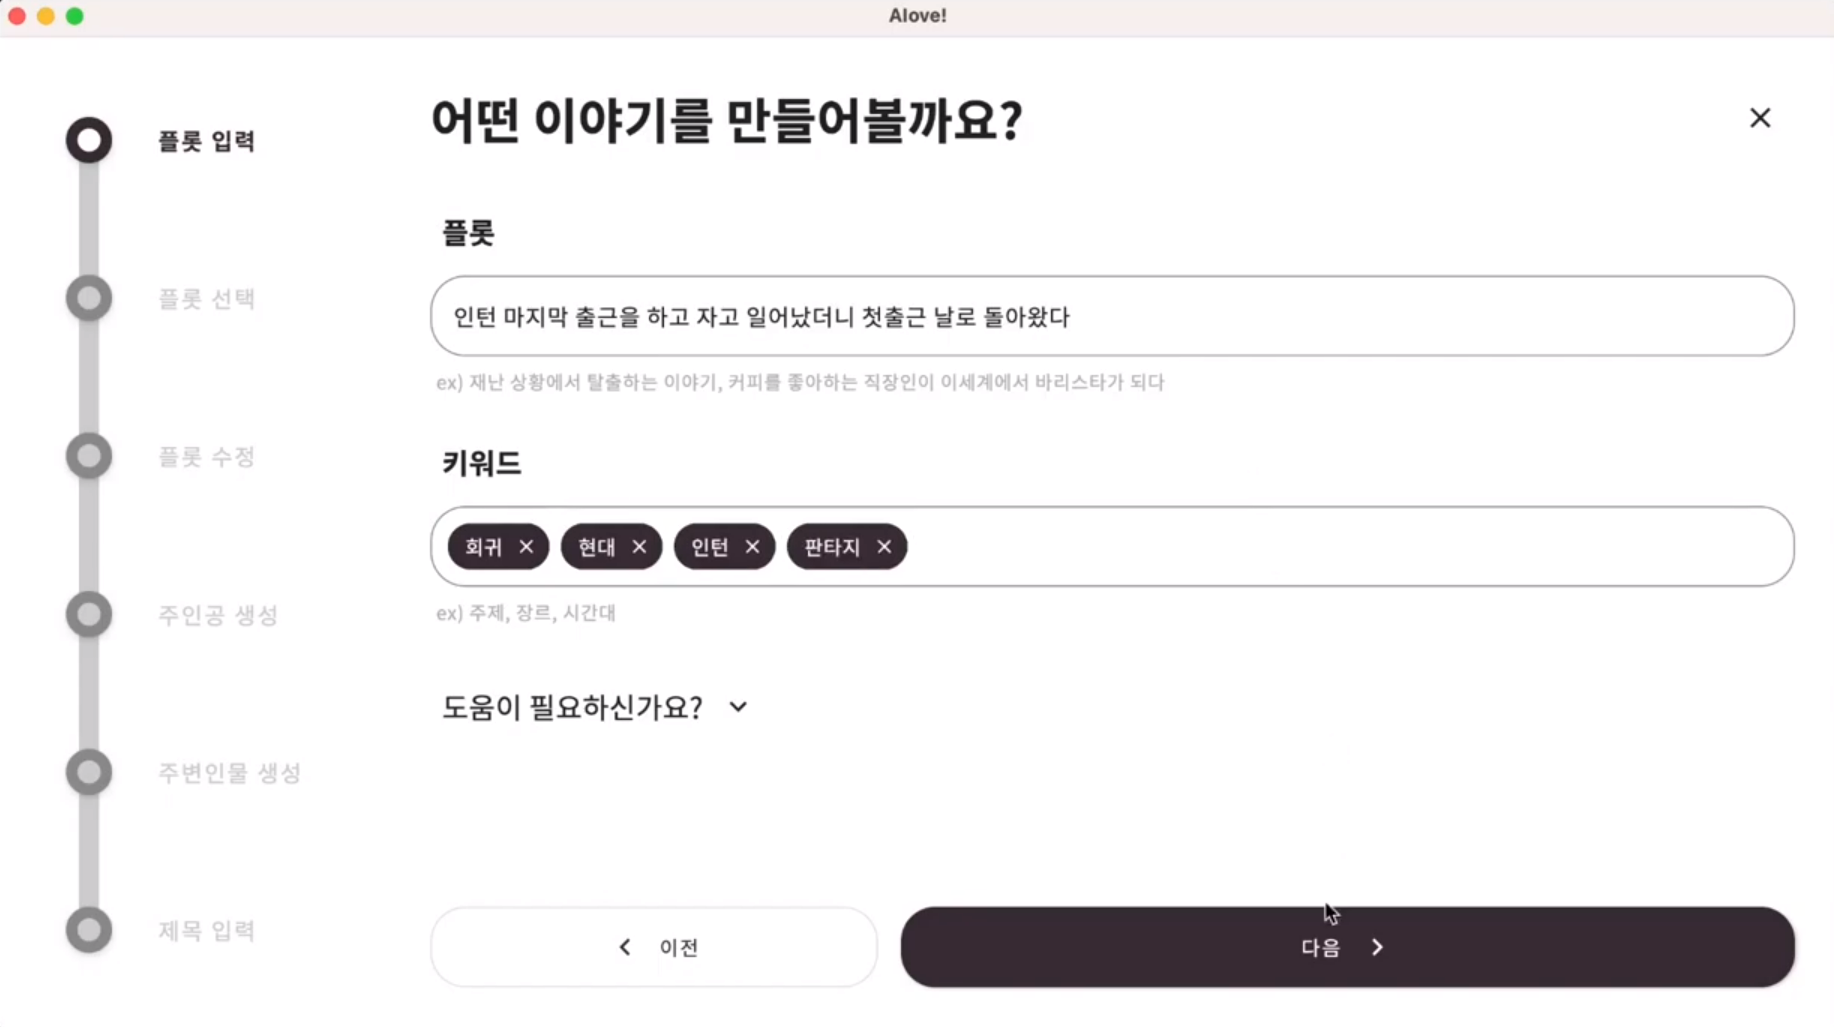 Alove!
플롯 입력
플롯 선택
플롯 수정
주인공 생성
주변인물 생성
제목 입력
어떤 이야기를 만들어볼까요?
플롯
인턴 마지막 출근을 하고 자고 일어났더니 첫출근 날로 돌아왔다
ex) 재난 상황에서 탈출하는 이야기, 커피를 좋아하는 직장인이 이세계에서 바리스타가 되다
키워드
회귀 현대 인턴 판타지
ex) 주제, 장르, 시간대
도움이 필요하신가요?
이전
다음